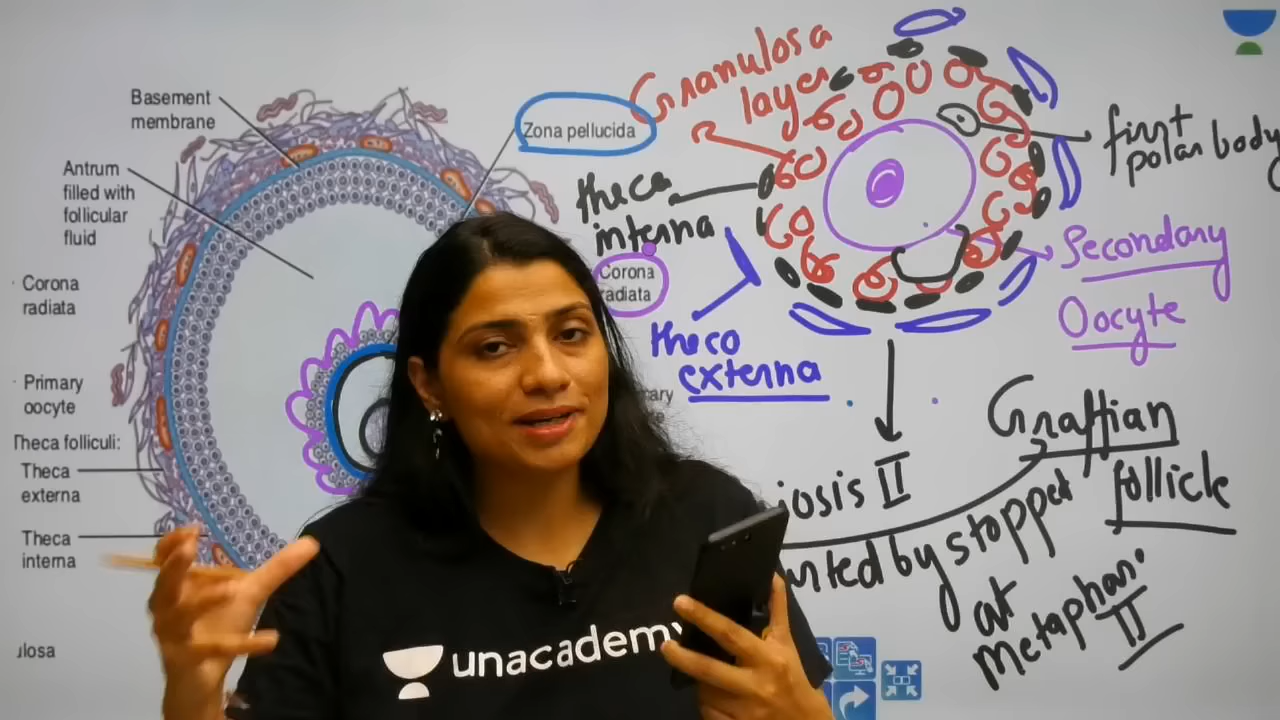 Basement
membrane
Antrum
filled with
follicular
fluid
Corona
radiata
Primary
oocyte
Theca folliculi:
Theca
externa
Theca
interna
Zona pellucida
Corona
radiata
Granulosa
layer
theca
interna
theca
externa
first
polar body
Secondary
Oocyte
Graffian
follicle
II
by stopped
at
Metaphase
II
unacademy